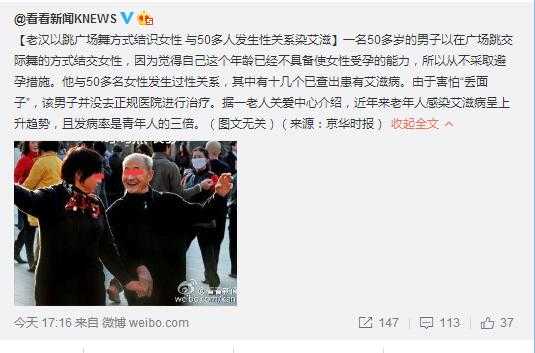 @看看新闻KNEWS
【老汉以跳广场舞方式结识女性 与50多人发生性关系染艾滋】一名50多岁的男子以在广场跳交
际舞的方式结交女性，因为觉得自己这个年龄已经不具备使女性受孕的能力，所以从不采取避
孕措施。他与50多名女性发生过性关系，其中有十几个已查出患有艾滋病。由于害怕“丢面
子”，该男子并没去正规医院进行治疗。据一老人关爱中心介绍，近年来老年人感染艾滋病呈上
升趋势，且发病率是青年人的三倍。（图文无关）（来源：京华时报） 收起全文
weibo.com/kan
今天 17:16 来自 微博 weibo.com 147 113 37